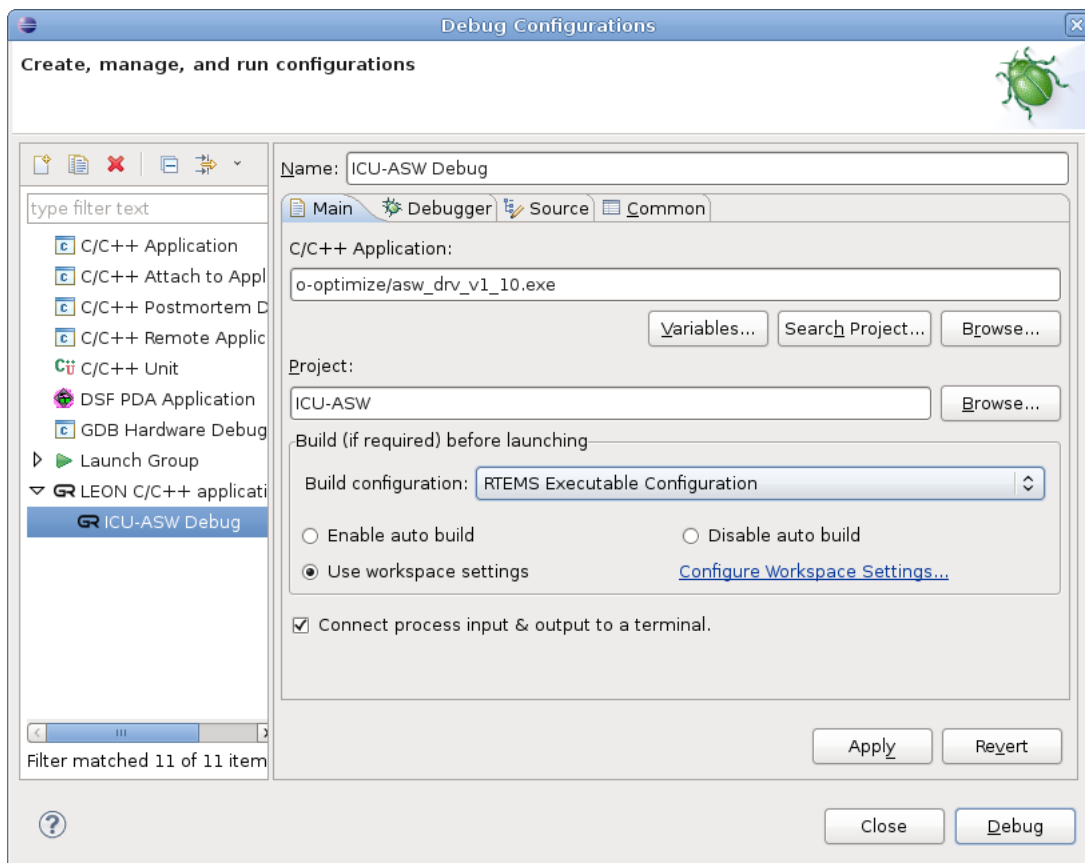 Debug Configurations
Create, manage, and run configurations
type filter text
C/C++ Application
C/C++ Attach to Appl
C/C++ Postmortem D
C/C++ Remote Applic
C/C++ Unit
DSF PDA Application
GDB Hardware Debug
Launch Group
LEON C/C++ applicati
ICU-ASW Debug
Filter matched 11 of 11 item
Name: ICU-ASW Debug
Main Debugger Source Common
C/C++ Application:
o-optimize/asw_drv_v1_10.exe
Variables... Search Project... Browse...
Project:
ICU-ASW Browse...
Build (if required) before launching
Build configuration: RTEMS Executable Configuration
Enable auto build Disable auto build
Use workspace settings Configure Workspace Settings...
Connect process input & output to a terminal.
Apply Revert
Close Debug